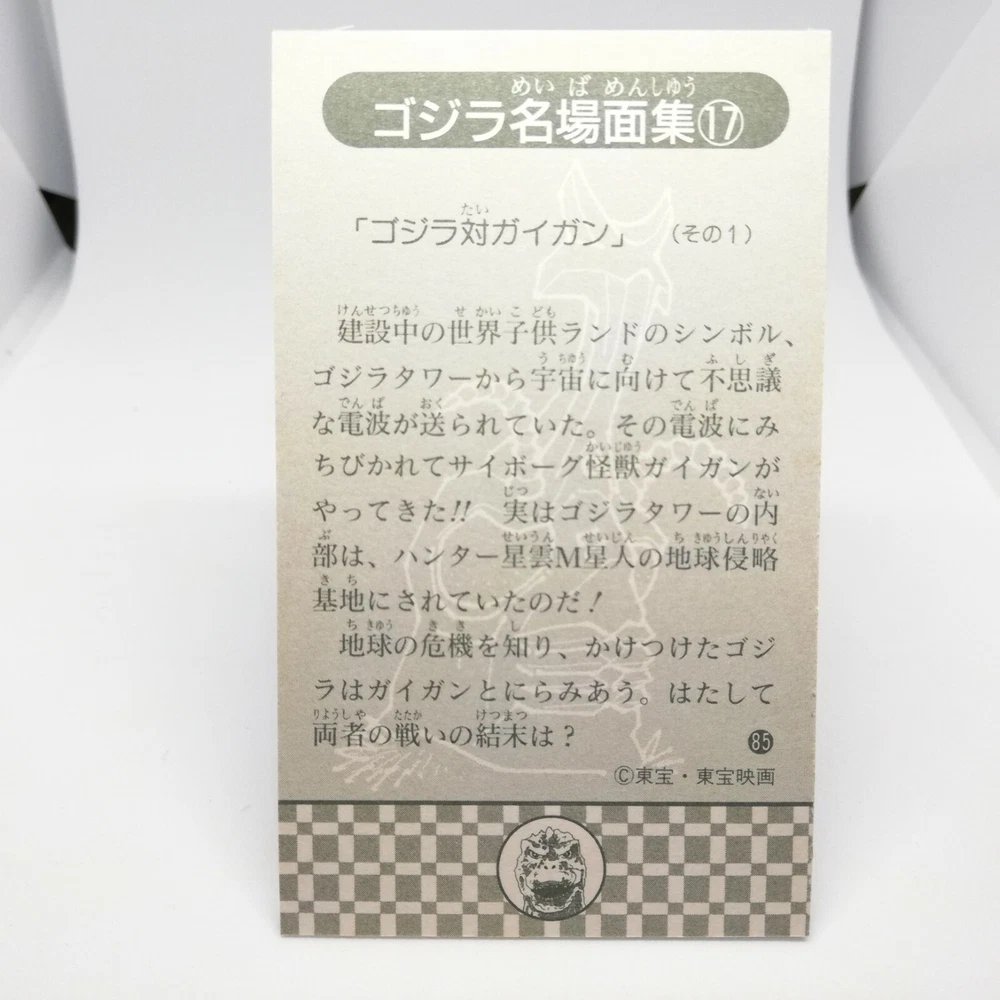 めいばめんしゅう
ゴジラ名場面集⑰
たい
「ゴジラ対ガイガン」 （その1）
けんせつちゅう せかいこども
建設中の世界子供ランドのシンボル、
うちゅう む ふしぎ
ゴジラタワーから宇宙に向けて不思議
でんぱ おく でんぱ
な電波が送られていた。その電波にみ
かいじゅう
ちびかれてサイボーグ怪獣ガイガンが
じつ ない
やってきた!! 実はゴジラタワーの内
ぶ せいうん せいじん ちきゅうしんりゃく
部は、ハンター星雲M星人の地球侵略
きち
基地にされていたのだ！
ちきゅう きき し
地球の危機を知り、かけつけたゴジ
ラはガイガンとにらみあう。はたして
りょうしゃ たたか けつまつ
両者の戦いの結末は？
85
©東宝・東宝映画